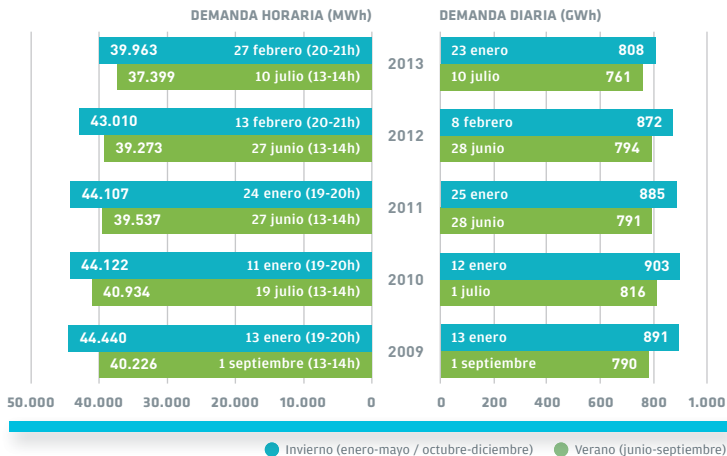 DEMANDA HORARIA (MWh) DEMANDA DIARIA (GWh)
39.963 27 febrero (20-21h) 23 enero 808
2013
37.399 10 julio (13-14h) 10 julio 761
43.010 13 febrero (20-21h) 8 febrero 872
2012
39.273 27 junio (13-14h) 28 junio 794
44.107 24 enero (19-20h) 25 enero 885
2011
39.537 27 junio (13-14h) 28 junio 791
44.122 11 enero (19-20h) 12 enero 903
2010
40.934 19 julio (13-14h) 1 julio 816
44.440 13 enero (19-20h) 13 enero 891
2009
40.226 1 septiembre (13-14h) 1 septiembre 790
50.000 40.000 30.000 20.000 10.000 0 0 200 400 600 800 1.000
Invierno (enero-mayo / octubre-diciembre) Verano (junio-septiembre)